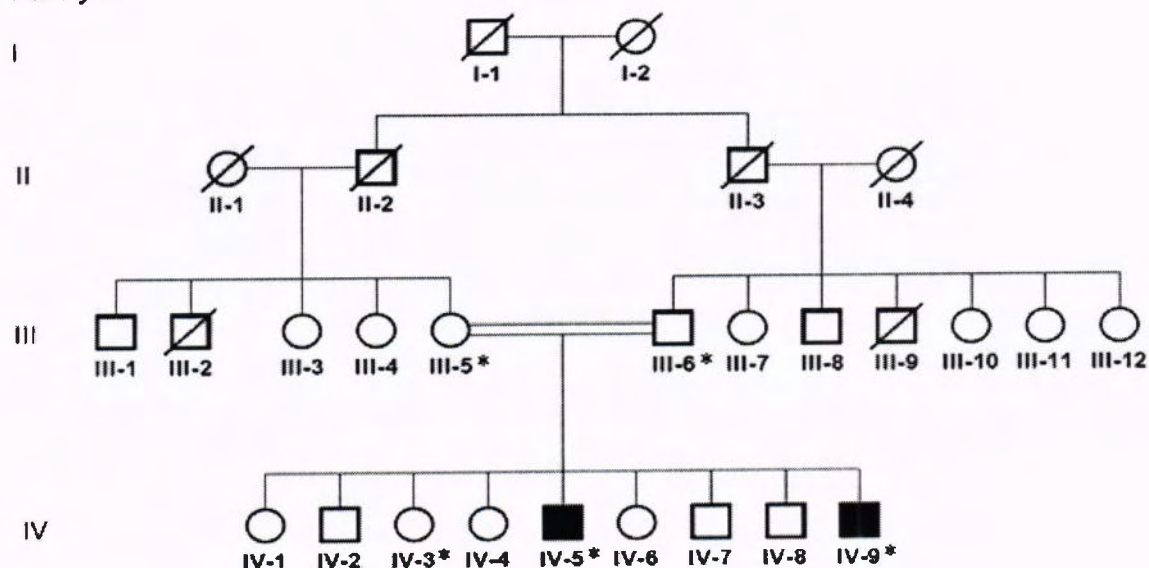 I
I-1 I-2
II
II-1 II-2 II-3 II-4
III
III-1 III-2 III-3 III-4 III-5 * III-6 * III-7 III-8 III-9 III-10 III-11 III-12
IV
IV-1 IV-2 IV-3 * IV-4 IV-5 * IV-6 IV-7 IV-8 IV-9 *